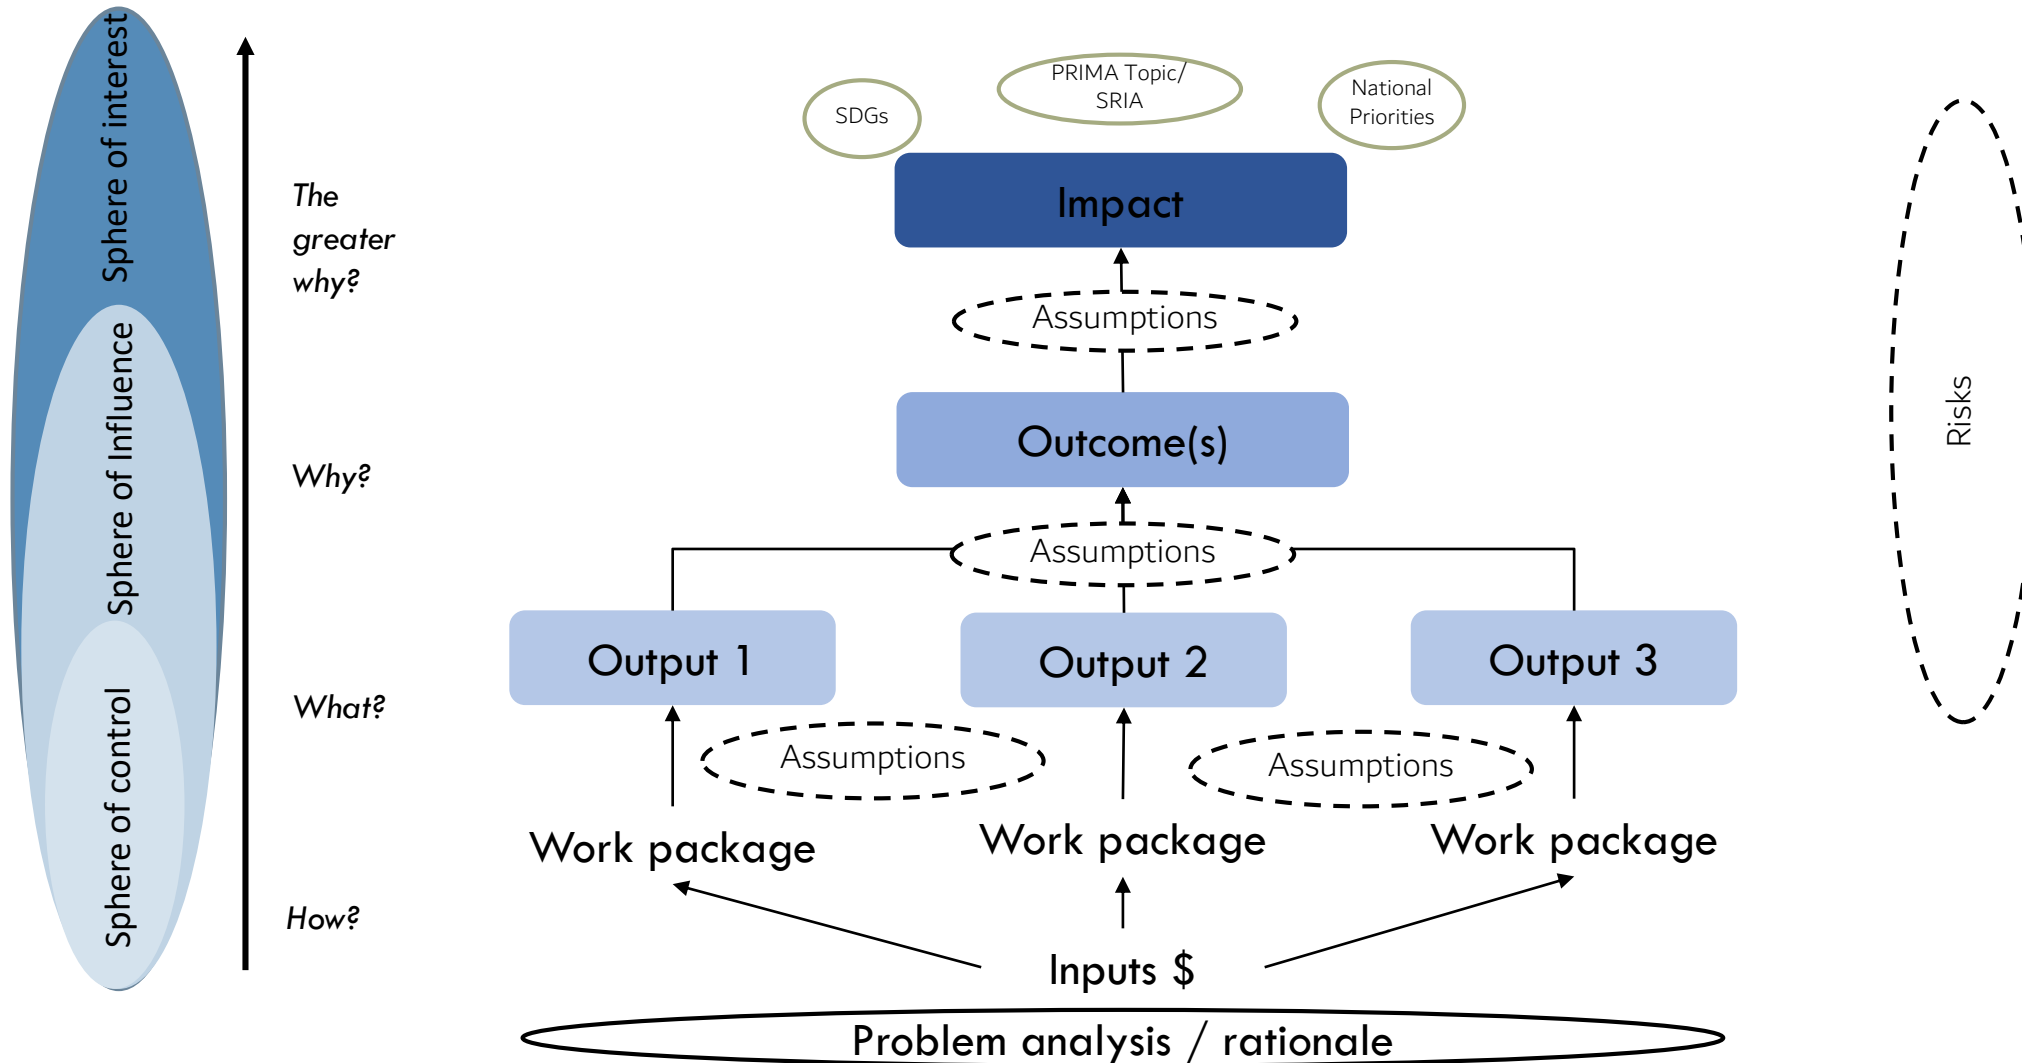 Sphere of interest
Sphere of Influence
Sphere of control
The
greater
why?
Why?
What?
How?
SDGs
PRIMA Topic/
SRIA
National
Priorities
Impact
Assumptions
Outcome(s)
Assumptions
Output 1
Output 2
Output 3
Assumptions
Assumptions
Work package
Work package
Work package
Inputs $
Problem analysis / rationale
Risks